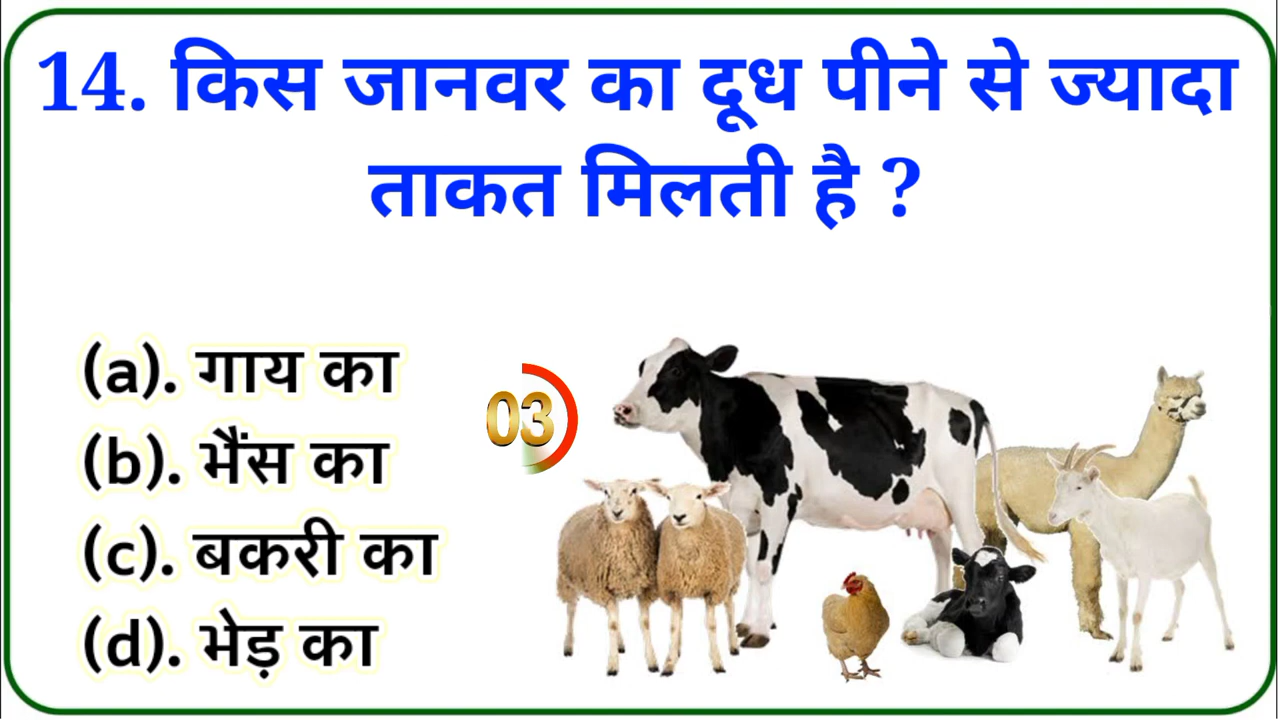 14. किस जानवर का दूध पीने से ज्यादा
ताकत मिलती है ?
(a). गाय का
(b). भैंस का
(c). बकरी का
(d). भेड़ का
03